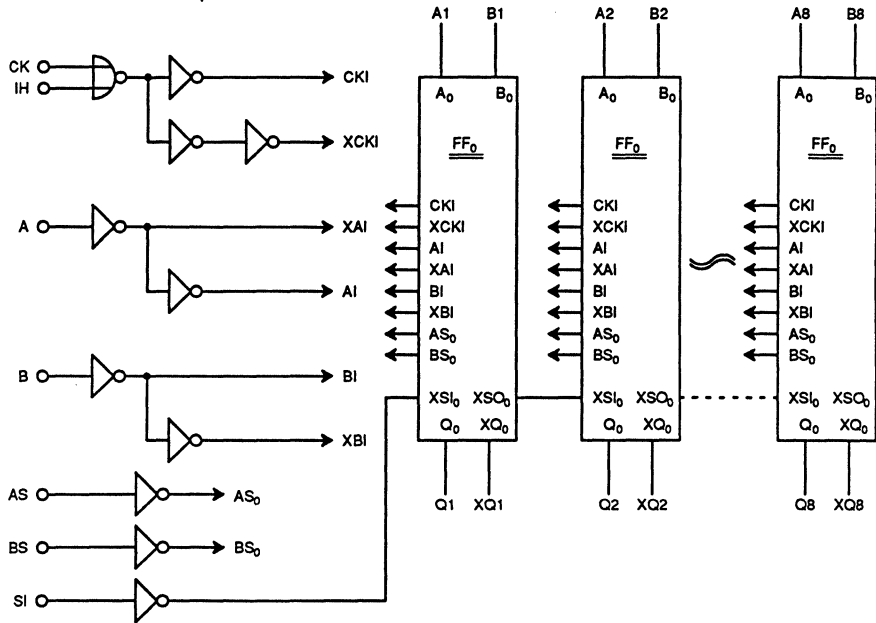 A1 B1 A2 B2 A8 B8
CK
IH
CKI
XCKI
A
XAI
AI
B
BI
XBI
AS
AS₀
BS
BS₀
SI
A₀ B₀
FF₀
CKI
XCKI
AI
XAI
BI
XBI
AS₀
BS₀
XSI₀ XSO₀
Q₀ XQ₀
Q1 XQ1
A₀ B₀
FF₀
CKI
XCKI
AI
XAI
BI
XBI
AS₀
BS₀
XSI₀ XSO₀
Q₀ XQ₀
Q2 XQ2
A₀ B₀
FF₀
CKI
XCKI
AI
XAI
BI
XBI
AS₀
BS₀
XSI₀ XSO₀
Q₀ XQ₀
Q8 XQ8